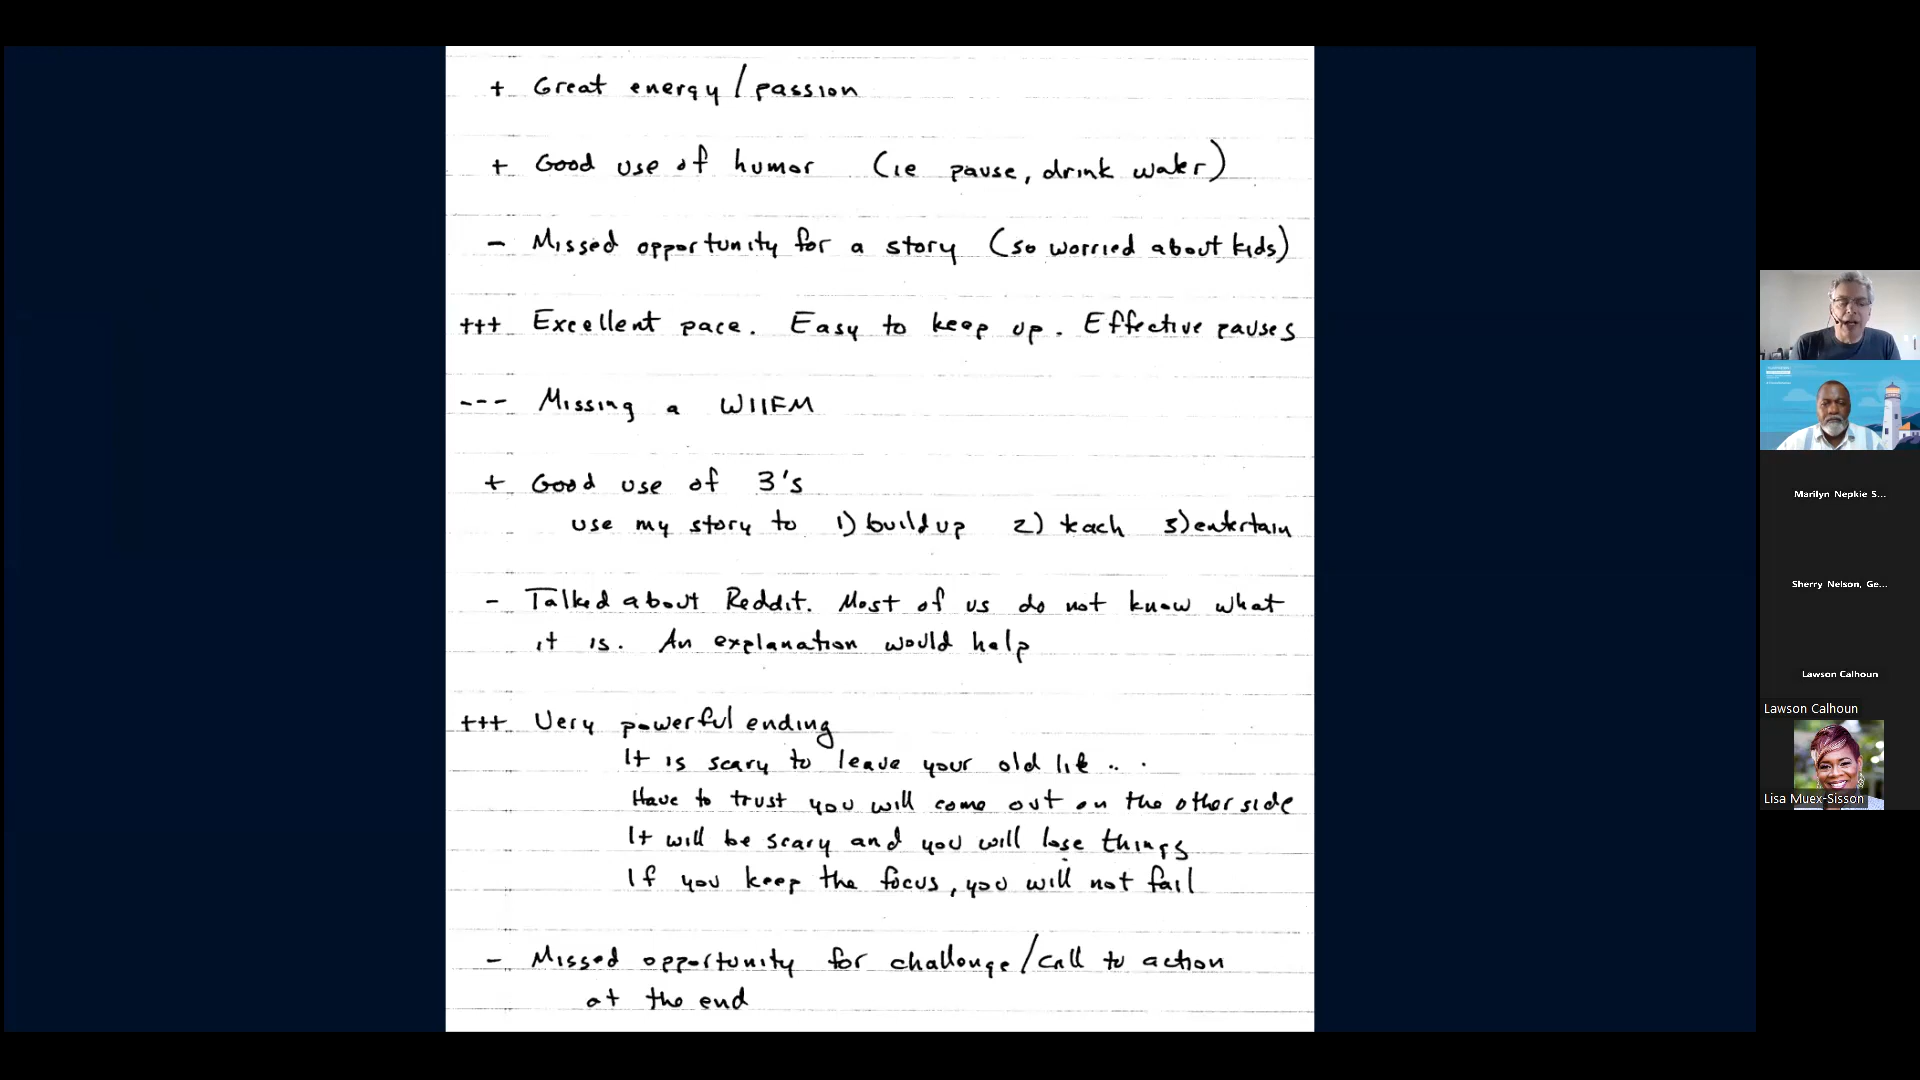 + Great energy/passion
+ Good use of humor (ie pause, drink water)
- Missed opportunity for a story (so worried about kids)
+++ Excellent pace. Easy to keep up. Effective pauses
--- Missing a WIIFM
+ Good use of 3's
use my story to 1) build up 2) teach 3) entertain
- Talked about Reddit. Most of us do not know what
it is. An explanation would help
+++ Very powerful ending
It is scary to leave your old life ...
Have to trust you will come out on the other side
It will be scary and you will lose things
If you keep the focus, you will not fail
- Missed opportunity for challenge/call to action
at the end
Marilyn Nepkie S...
Sherry Nelson, Ge...
Lawson Calhoun
Lawson Calhoun
Lisa Muex-Sisson